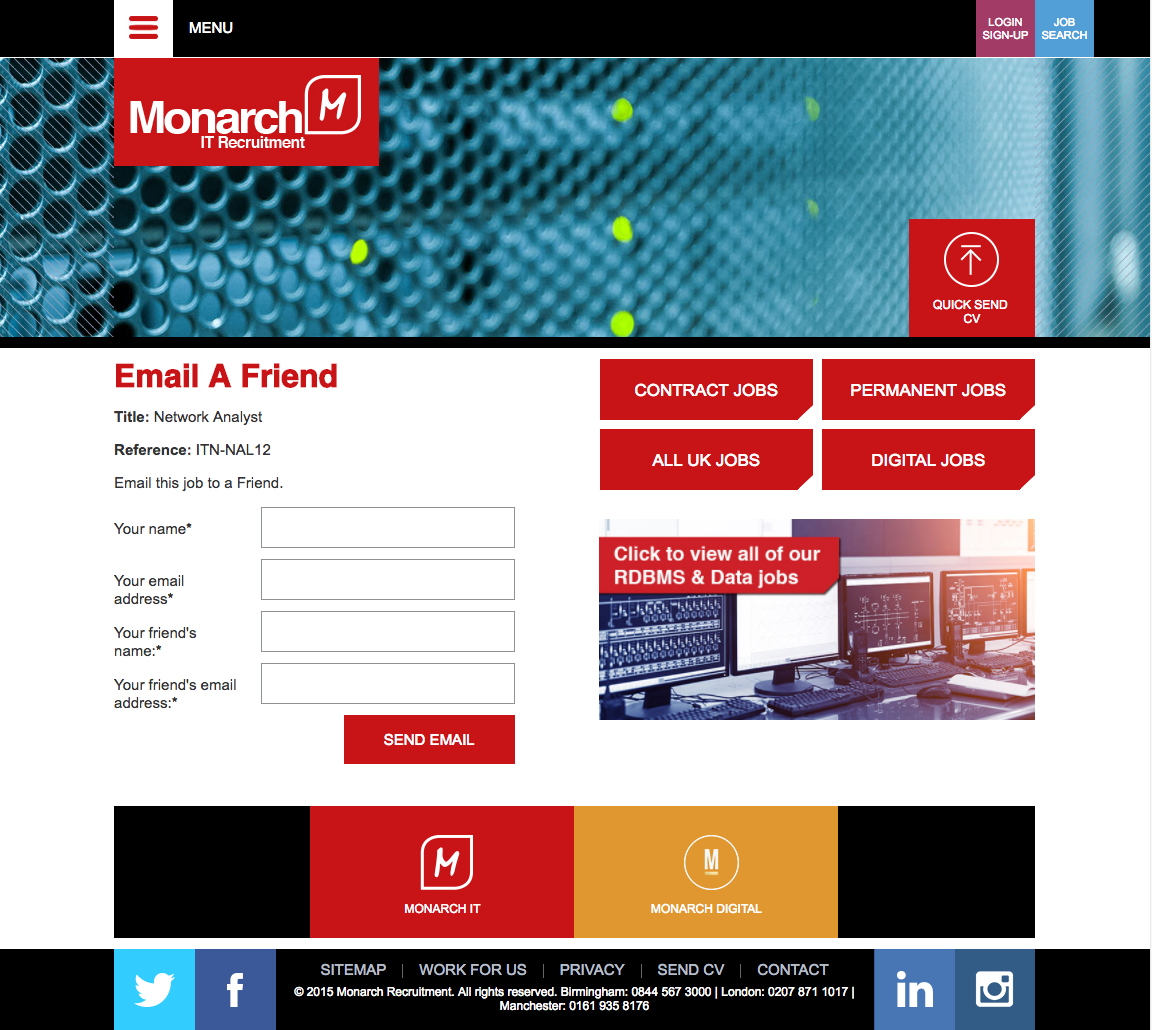 MENU
LOGIN
SIGN-UP
JOB
SEARCH
Monarch M
IT Recruitment
QUICK SEND
CV
Email A Friend
Title: Network Analyst
Reference: ITN-NAL12
Email this job to a Friend.
Your name*
Your email
address*
Your friend's
name:*
Your friend's email
address:*
SEND EMAIL
CONTRACT JOBS
PERMANENT JOBS
ALL UK JOBS
DIGITAL JOBS
Click to view all of our
RDBMS & Data jobs
M
MONARCH IT
M
MONARCH DIGITAL
f
SITEMAP | WORK FOR US | PRIVACY | SEND CV | CONTACT
© 2015 Monarch Recruitment. All rights reserved. Birmingham: 0844 567 3000 | London: 0207 871 1017 |
Manchester: 0161 935 8176
in